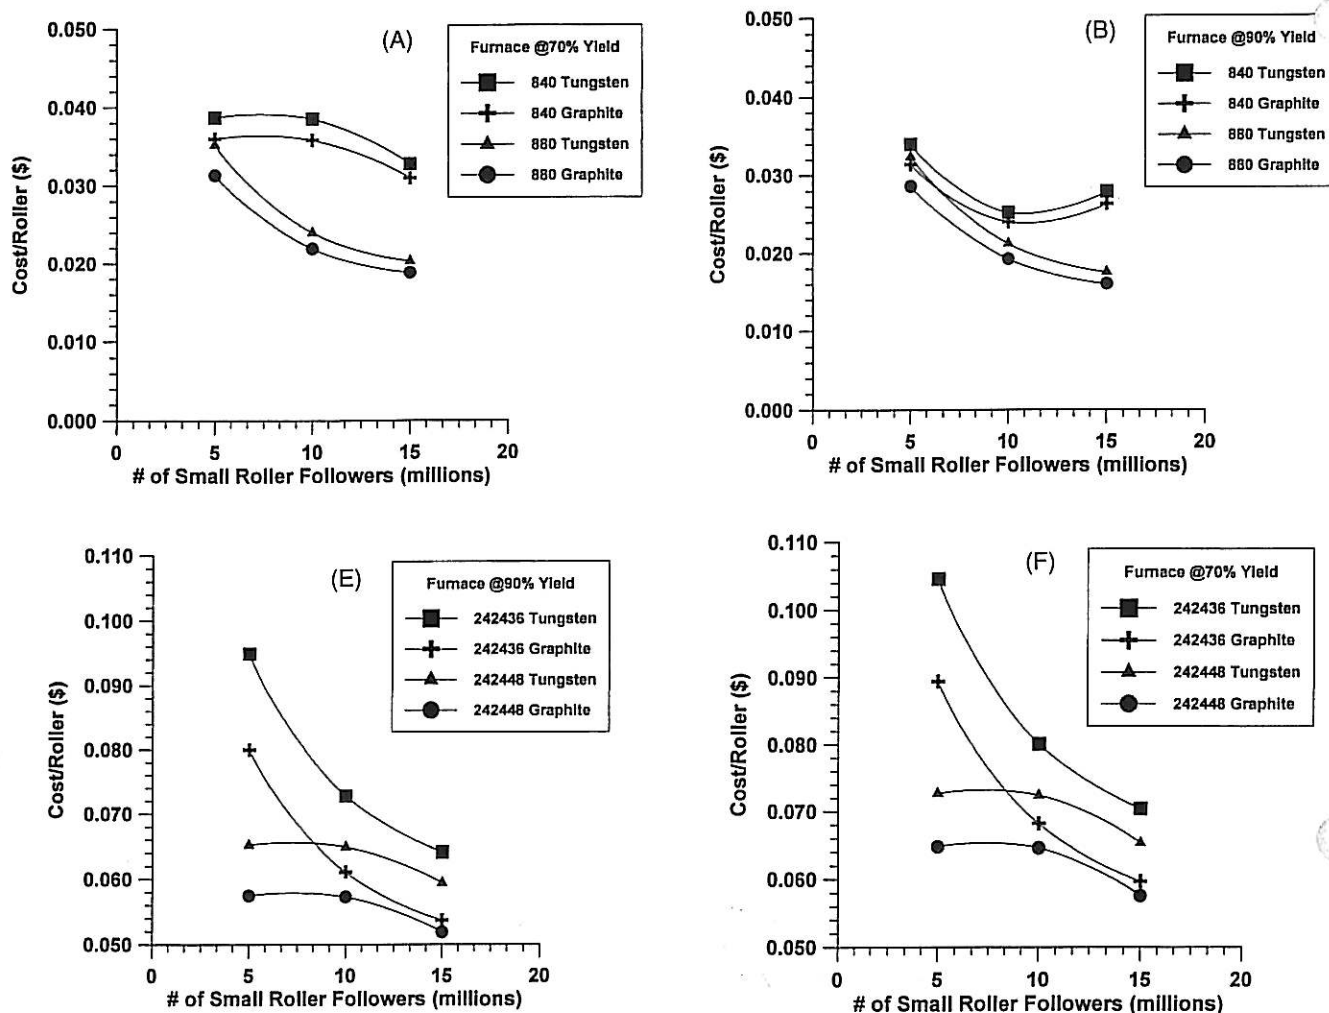 (A)
Furnace @70% Yield
840 Tungsten
840 Graphite
880 Tungsten
880 Graphite
0.050
0.040
0.030
0.020
0.010
0.000
Cost/Roller ($)
0 5 10 15 20
# of Small Roller Followers (millions)
(B)
Furnace @90% Yield
840 Tungsten
840 Graphite
880 Tungsten
880 Graphite
0.050
0.040
0.030
0.020
0.010
0.000
Cost/Roller ($)
0 5 10 15 20
# of Small Roller Followers (millions)
(E)
Furnace @90% Yield
242436 Tungsten
242436 Graphite
242448 Tungsten
242448 Graphite
0.110
0.100
0.090
0.080
0.070
0.060
0.050
Cost/Roller ($)
0 5 10 15 20
# of Small Roller Followers (millions)
(F)
Furnace @70% Yield
242436 Tungsten
242436 Graphite
242448 Tungsten
242448 Graphite
0.110
0.100
0.090
0.080
0.070
0.060
0.050
Cost/Roller ($)
0 5 10 15 20
# of Small Roller Followers (millions)